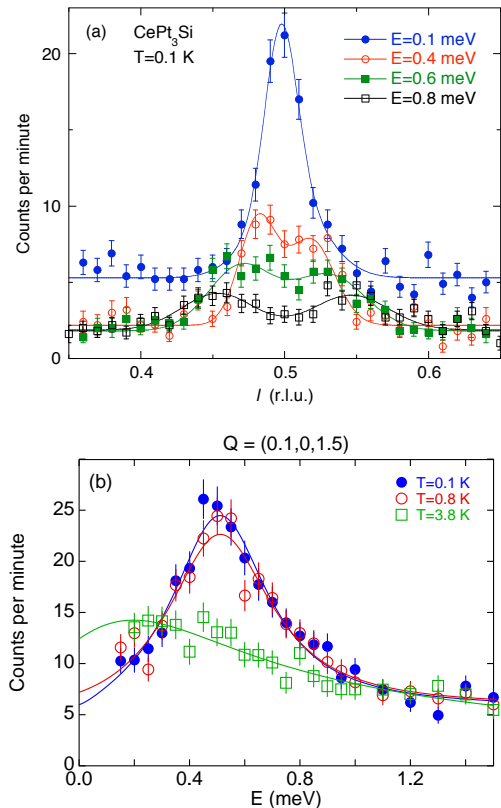 (a)
CePt3Si
T=0.1 K
E=0.1 meV
E=0.4 meV
E=0.6 meV
E=0.8 meV
Counts per minute
20
10
0
0.4
0.5
0.6
l (r.l.u.)
Q = (0.1,0,1.5)
(b)
T=0.1 K
T=0.8 K
T=3.8 K
Counts per minute
25
20
15
10
5
0
0.0
0.4
0.8
1.2
E (meV)